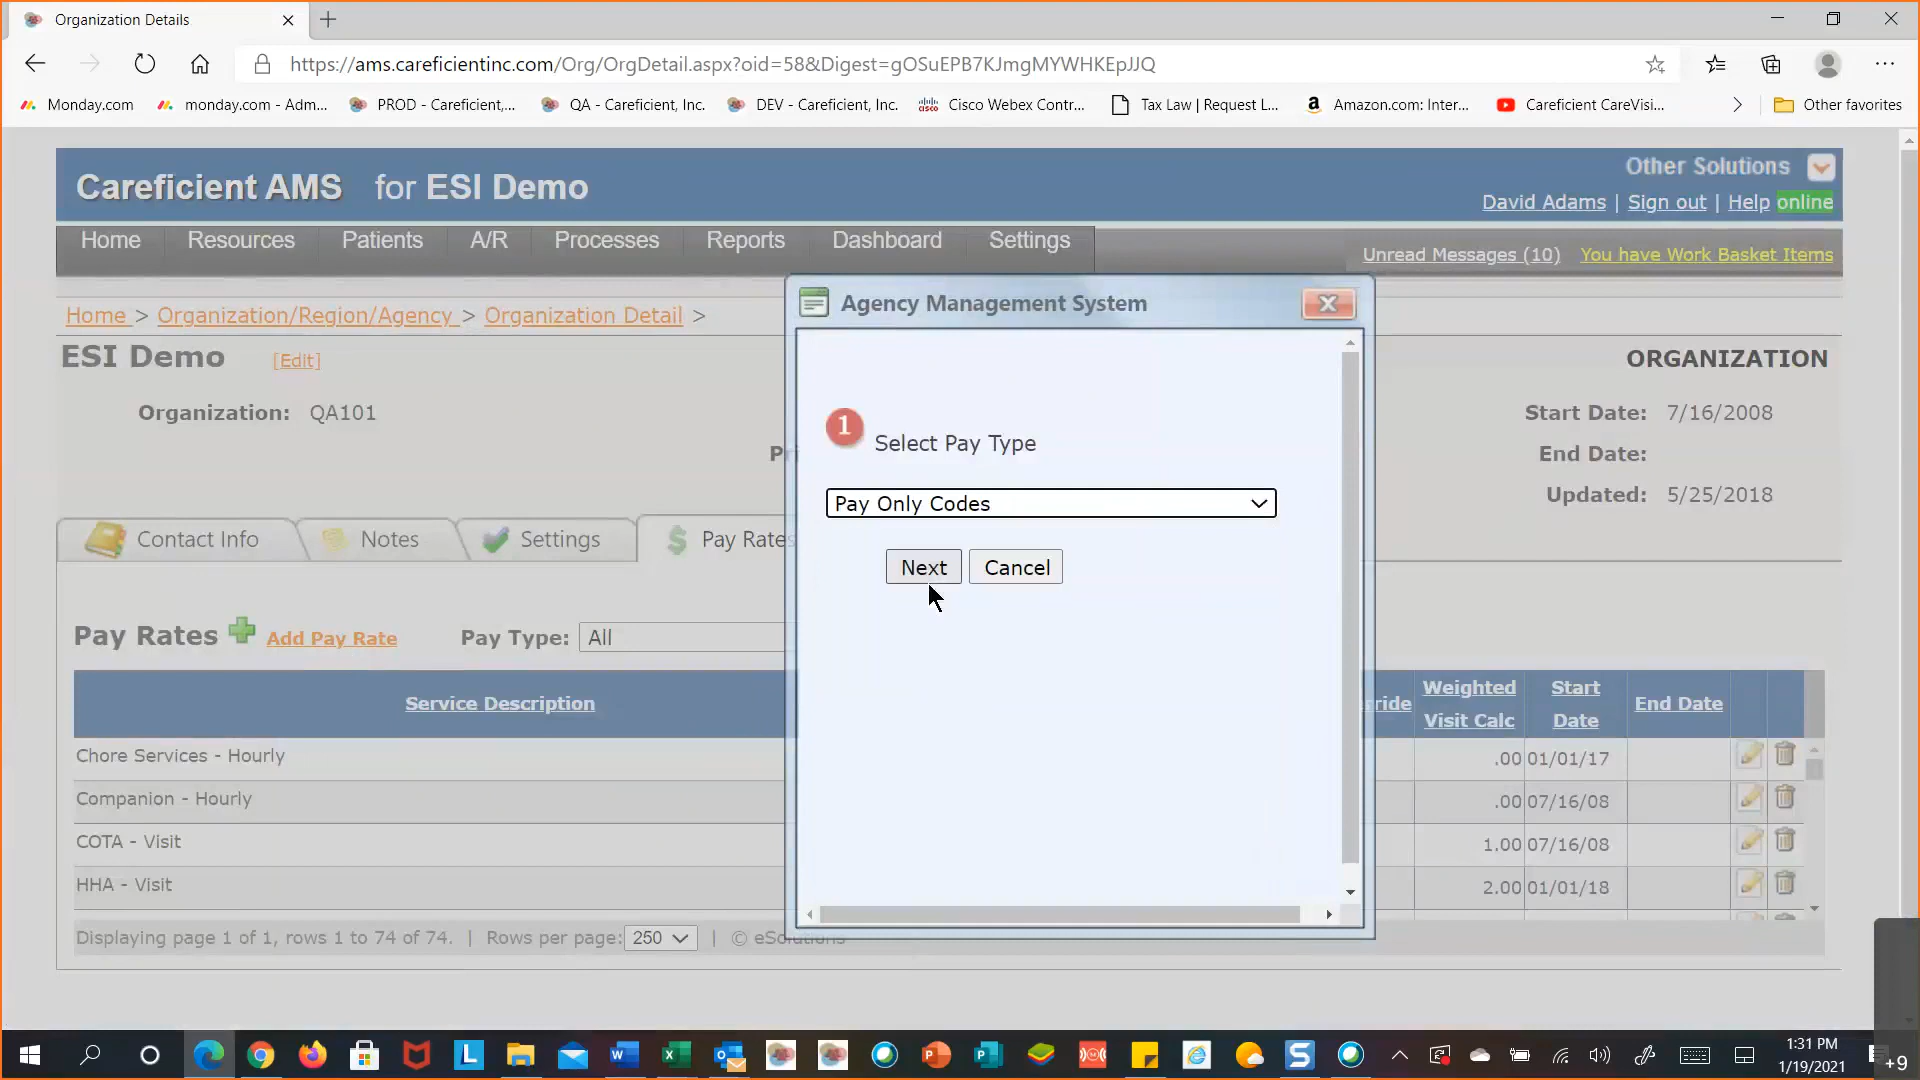 Organization Details
https://ams.careficientinc.com/Org/OrgDetail.aspx?oid=58&Digest=gOSuEPB7KJmgMYWHKEpJJQ
Monday.com
monday.com - Adm...
PROD - Careficient,...
QA - Careficient, Inc.
DEV - Careficient, Inc.
Cisco Webex Contr...
Tax Law | Request L...
Amazon.com: Inter...
Careficient CareVisi...
Other favorites
Careficient AMS for ESI Demo
Other Solutions
David Adams | Sign out | Help online
Home Resources Patients A/R Processes Reports Dashboard Settings
Unread Messages (10) You have Work Basket Items
Home > Organization/Region/Agency > Organization Detail >
ESI Demo [Edit]
ORGANIZATION
Organization: QA101
Start Date: 7/16/2008
End Date:
Updated: 5/25/2018
Contact Info
Notes
Settings
Pay Rates
Agency Management System
1 Select Pay Type
Pay Only Codes
Next Cancel
Pay Rates Add Pay Rate Pay Type: All
Service Description
Weighted Visit Calc
Start Date
End Date
Chore Services - Hourly .00 01/01/17
Companion - Hourly .00 07/16/08
COTA - Visit 1.00 07/16/08
HHA - Visit 2.00 01/01/18
Displaying page 1 of 1, rows 1 to 74 of 74. | Rows per page: 250 | © eSolutions
1:31 PM
1/19/2021
+9